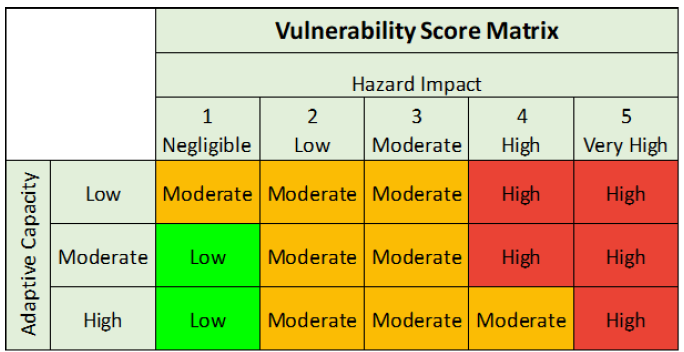 Vulnerability Score Matrix
Hazard Impact
1 2 3 4 5
Negligible Low Moderate High Very High
Adaptive Capacity
Low Moderate Moderate Moderate High High
Moderate Low Moderate Moderate High High
High Low Moderate Moderate Moderate High